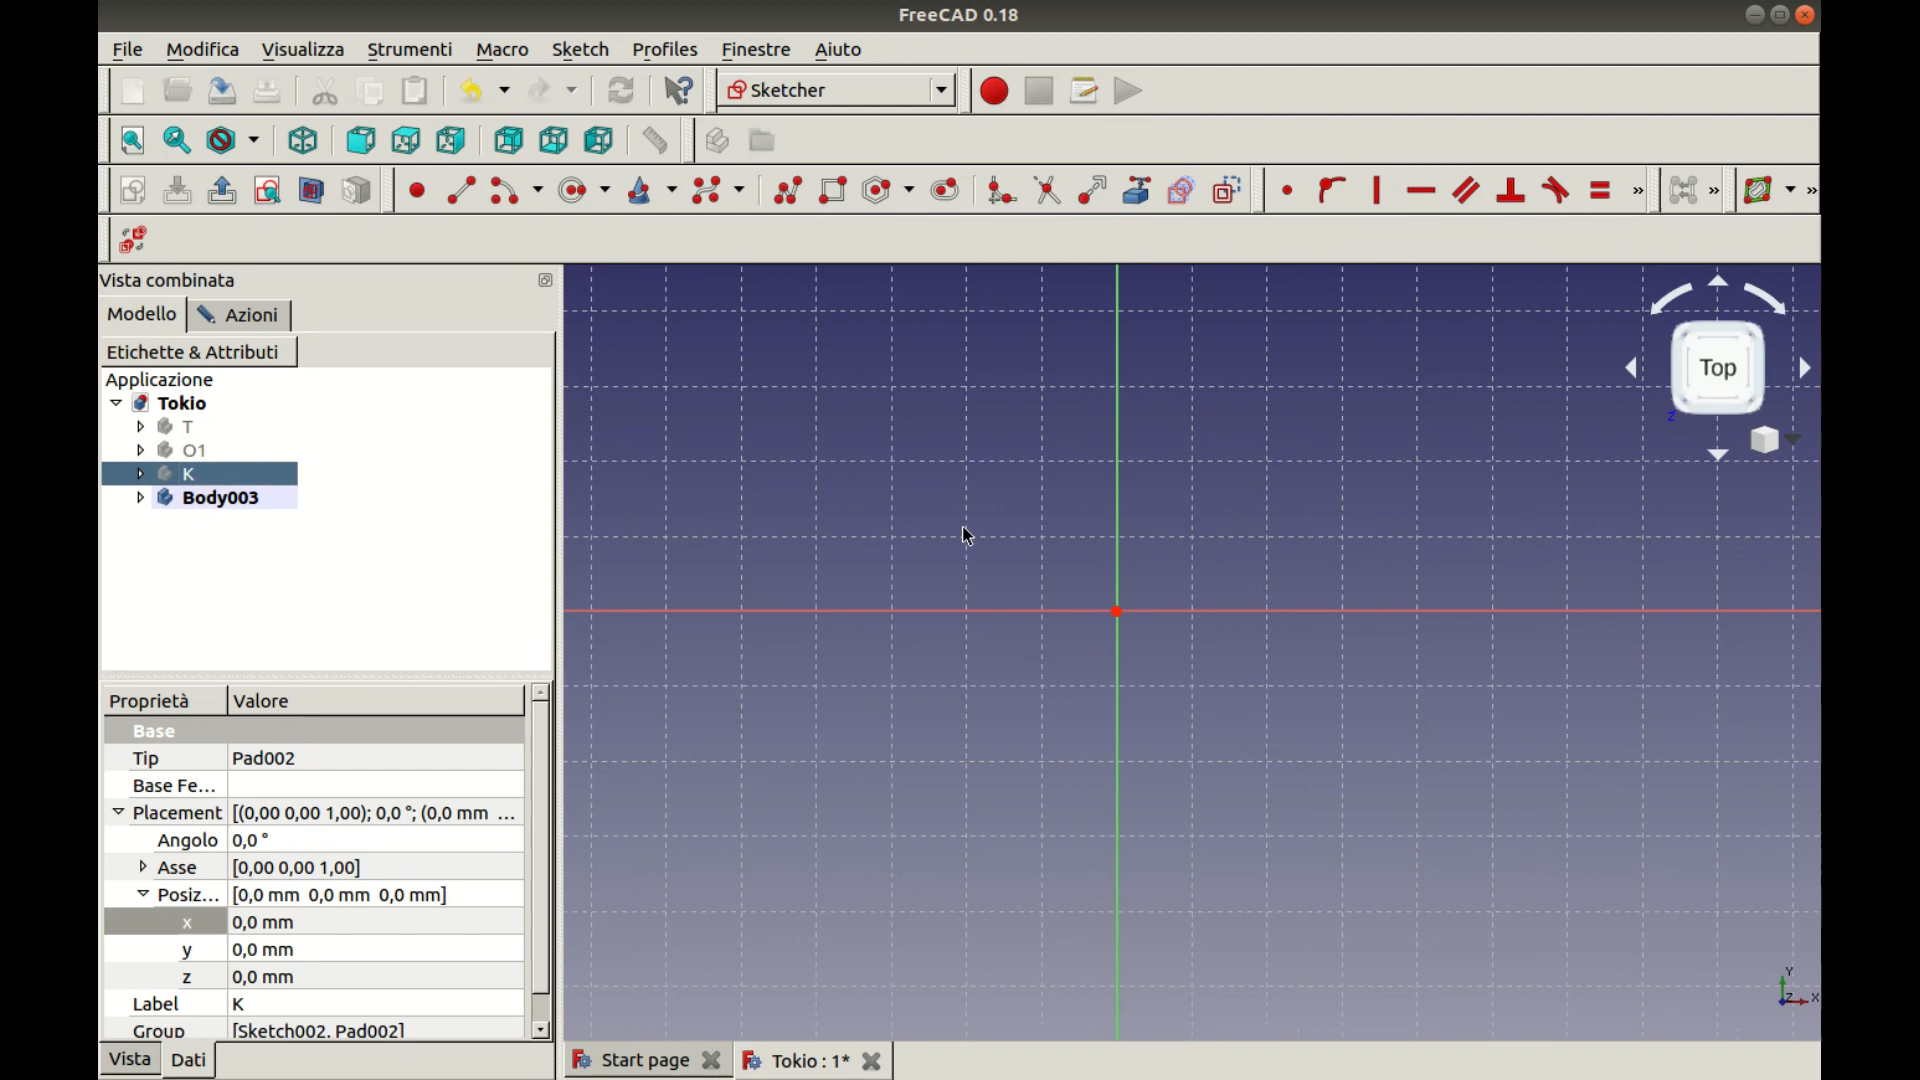 FreeCAD 0.18
File Modifica Visualizza Strumenti Macro Sketch Profiles Finestre Aiuto
Sketcher
» » »
Vista combinata
Modello Azioni
Etichette & Attributi
Applicazione
Tokio
T
O1
K
Body003
Top
Z
Proprietà Valore
Base
Tip Pad002
Base Fe...
Placement [(0,00 0,00 1,00); 0,0 °; (0,0 mm ...
Angolo 0,0 °
Asse [0,00 0,00 1,00]
Posiz... [0,0 mm 0,0 mm 0,0 mm]
x 0,0 mm
y 0,0 mm
z 0,0 mm
Label K
Group [Sketch002, Pad002]
Y
Z X
Vista Dati
Start page Tokio : 1*